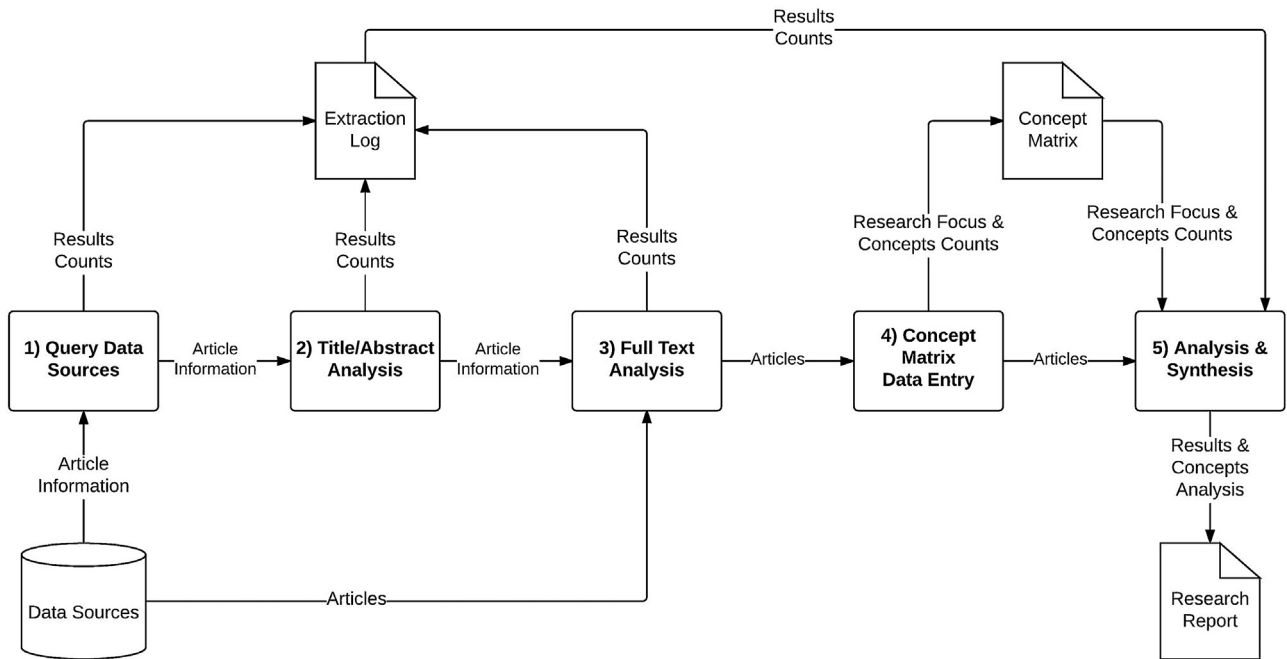 Results
Counts
Extraction
Log
Concept
Matrix
Results
Counts
Results
Counts
Results
Counts
Research Focus &
Concepts Counts
Research Focus &
Concepts Counts
1) Query Data
Sources
Article
Information
2) Title/Abstract
Analysis
Article
Information
3) Full Text
Analysis
Articles
4) Concept
Matrix
Data Entry
Articles
5) Analysis &
Synthesis
Article
Information
Results &
Concepts
Analysis
Data Sources
Articles
Research
Report